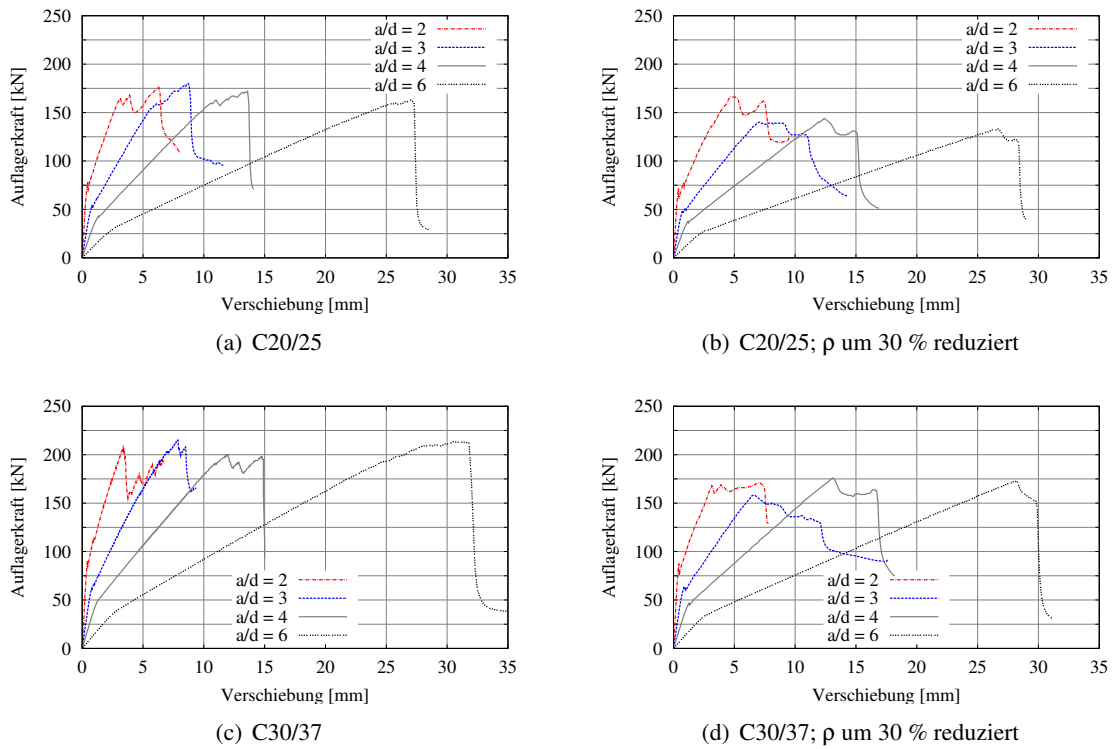 Auflagerkraft [kN]
250
200
150
100
50
0
0 5 10 15 20 25 30 35
Verschiebung [mm]
a/d = 2
a/d = 3
a/d = 4
a/d = 6
(a) C20/25
Auflagerkraft [kN]
250
200
150
100
50
0
0 5 10 15 20 25 30 35
Verschiebung [mm]
a/d = 2
a/d = 3
a/d = 4
a/d = 6
(b) C20/25; ρ um 30 % reduziert
Auflagerkraft [kN]
250
200
150
100
50
0
0 5 10 15 20 25 30 35
Verschiebung [mm]
a/d = 2
a/d = 3
a/d = 4
a/d = 6
(c) C30/37
Auflagerkraft [kN]
250
200
150
100
50
0
0 5 10 15 20 25 30 35
Verschiebung [mm]
a/d = 2
a/d = 3
a/d = 4
a/d = 6
(d) C30/37; ρ um 30 % reduziert